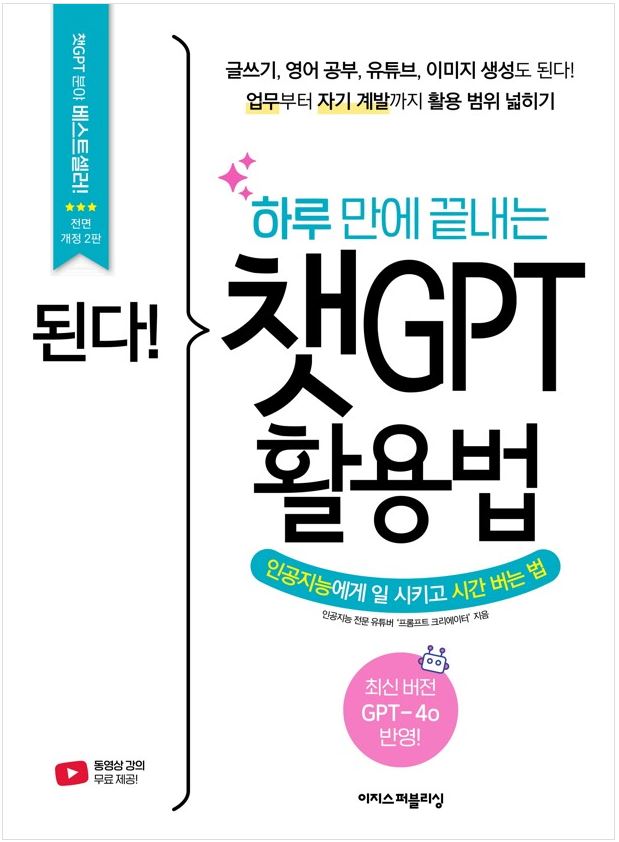 챗GPT 분야 베스트셀러!
전면
개정 2판
글쓰기, 영어 공부, 유튜브, 이미지 생성도 된다!
업무부터 자기 계발까지 활용 범위 넓히기
된다!
하루 만에 끝내는
챗GPT
활용법
인공지능에게 일 시키고 시간 버는 법
인공지능 전문 유튜버 '프롬프트 크리에이터' 지음
최신 버전
GPT-4o
반영!
동영상 강의
무료 제공!
이지스퍼블리싱